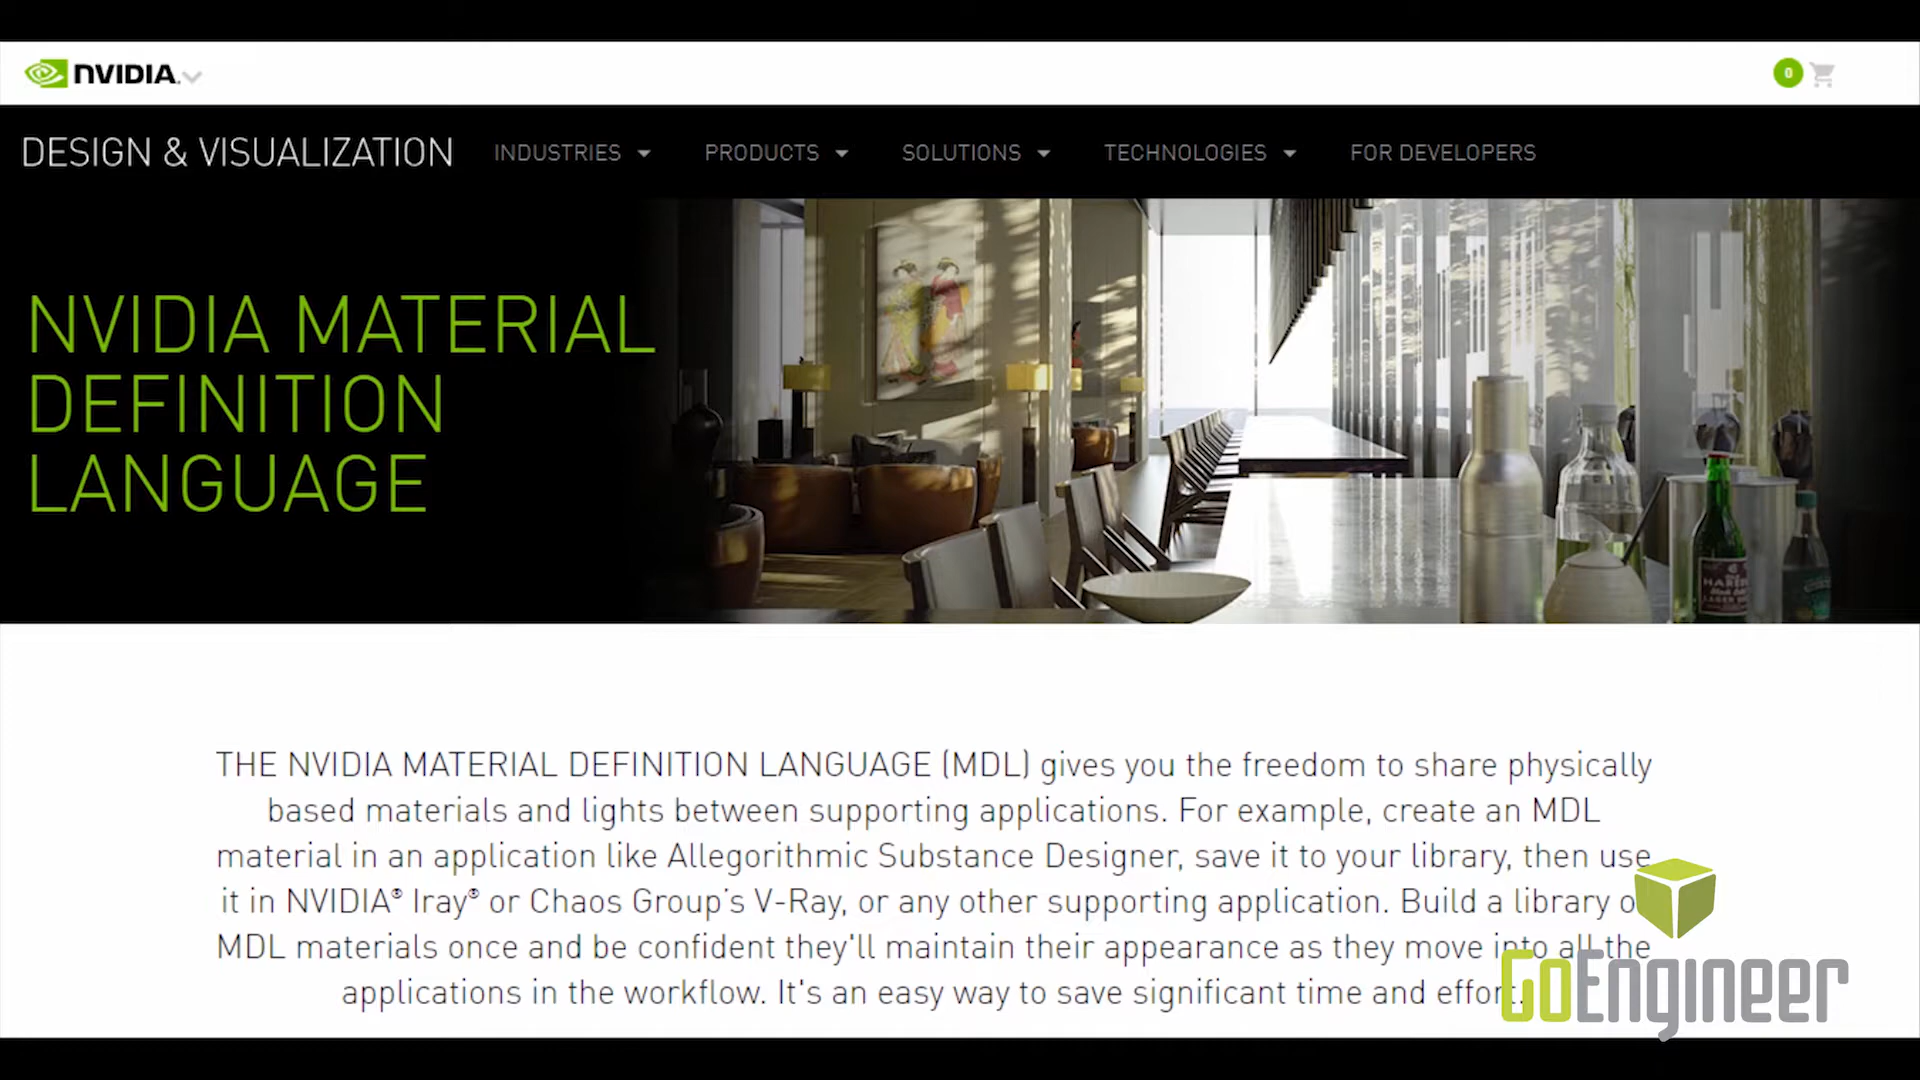 NVIDIA.
0
DESIGN & VISUALIZATION INDUSTRIES PRODUCTS SOLUTIONS TECHNOLOGIES FOR DEVELOPERS
NVIDIA MATERIAL
DEFINITION
LANGUAGE
HARE
LAGER
THE NVIDIA MATERIAL DEFINITION LANGUAGE (MDL) gives you the freedom to share physically
based materials and lights between supporting applications. For example, create an MDL
material in an application like Allegorithmic Substance Designer, save it to your library, then use
it in NVIDIA® Iray® or Chaos Group's V-Ray, or any other supporting application. Build a library o
MDL materials once and be confident they'll maintain their appearance as they move into all the
applications in the workflow. It's an easy way to save significant time and effort.
GoEngineer